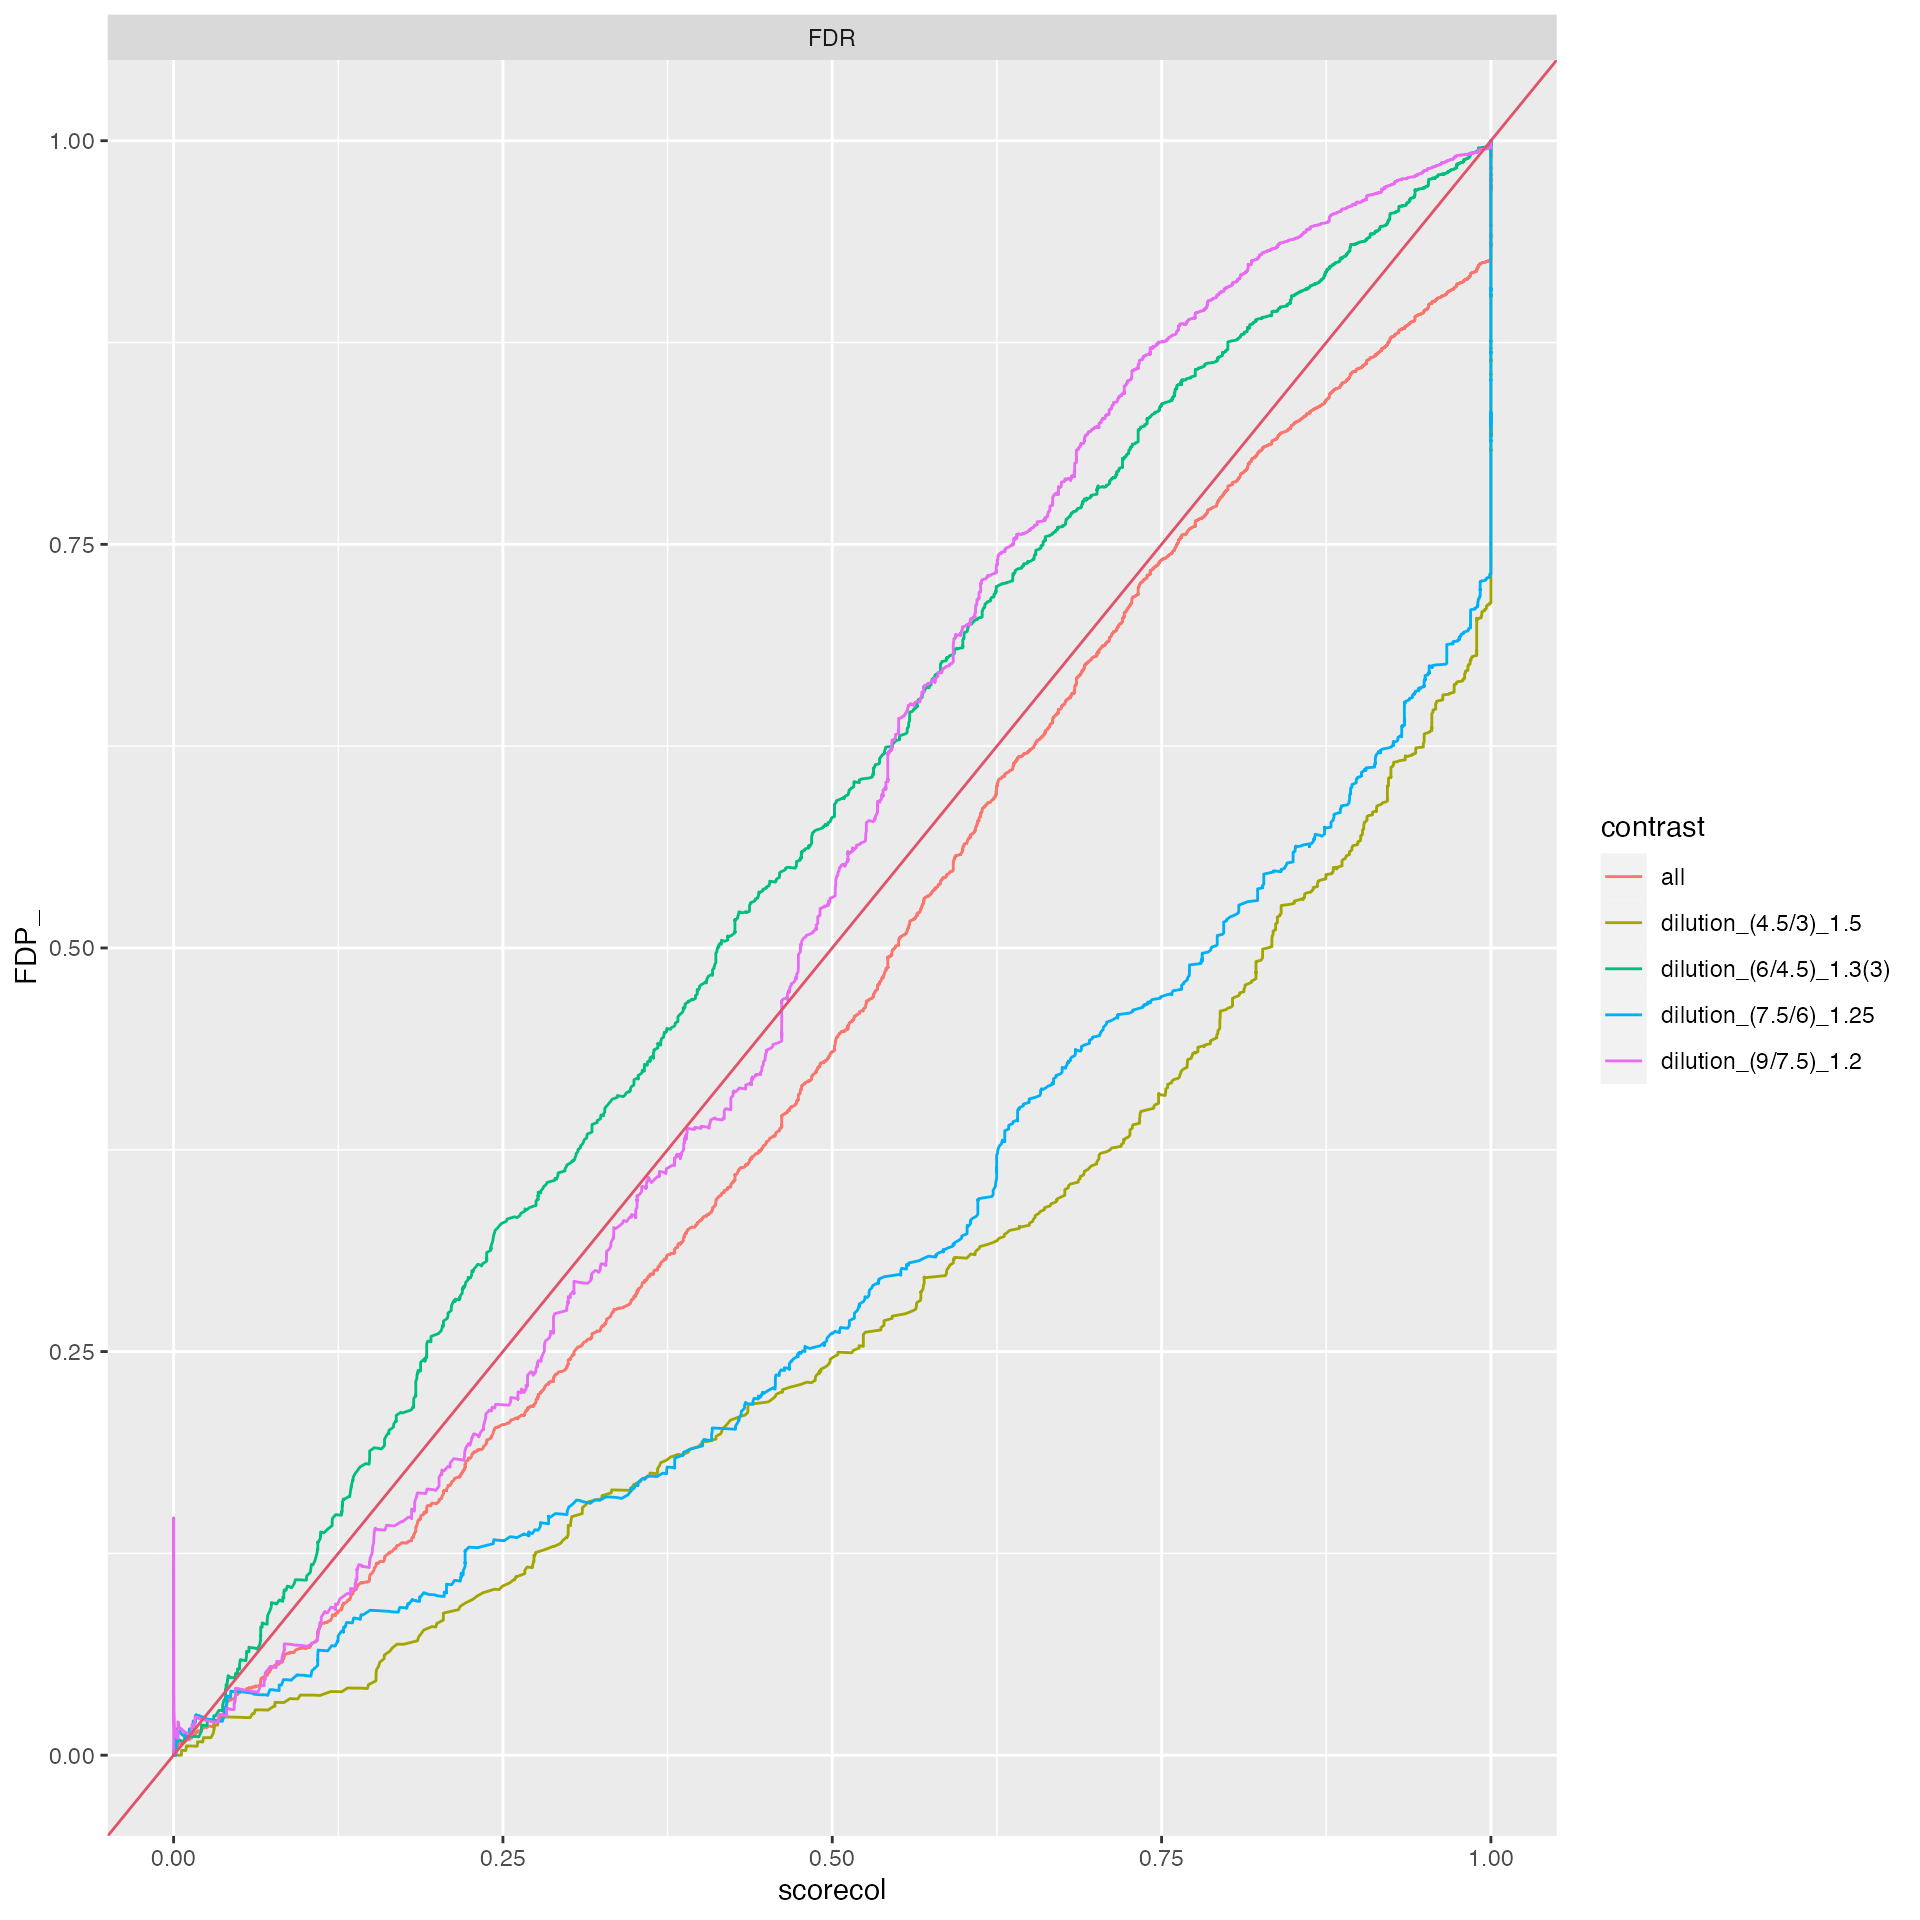 FDR
1.00
0.75
0.50
0.25
0.00
FDP_
0.00
0.25
0.50
0.75
1.00
scorecol
contrast
all
dilution_(4.5/3)_1.5
dilution_(6/4.5)_1.3(3)
dilution_(7.5/6)_1.25
dilution_(9/7.5)_1.2